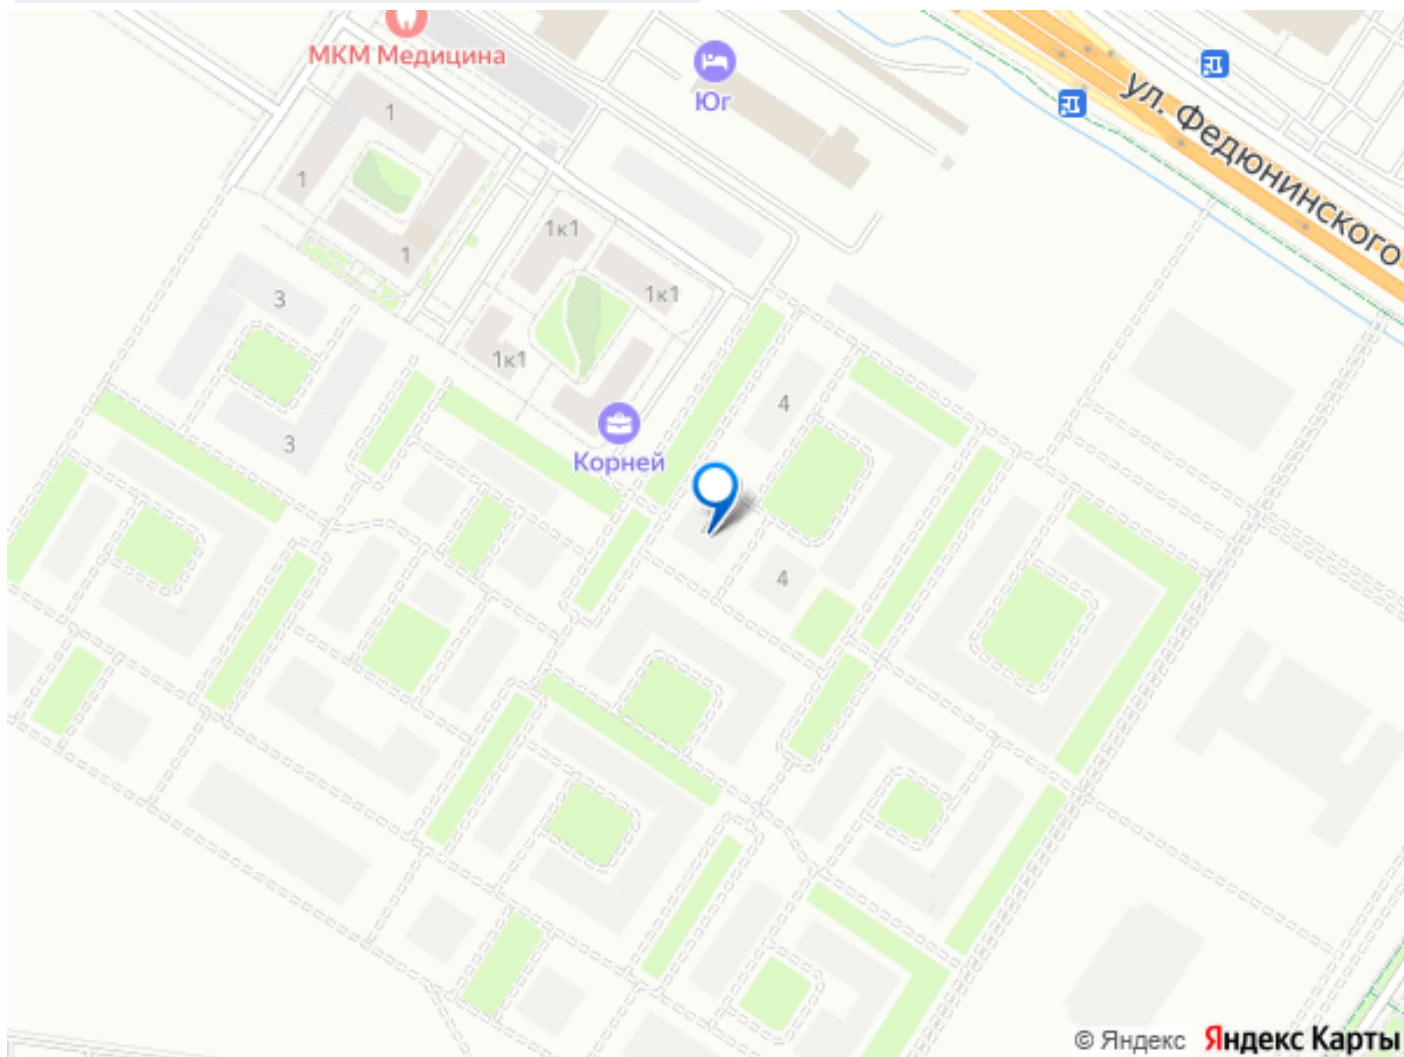 МКМ Медицина
Юг
ул. Федюнинского
1
1
1
1к1
1к1
1к1
3
3
4
Корней
4
© Яндекс Яндекс Карты